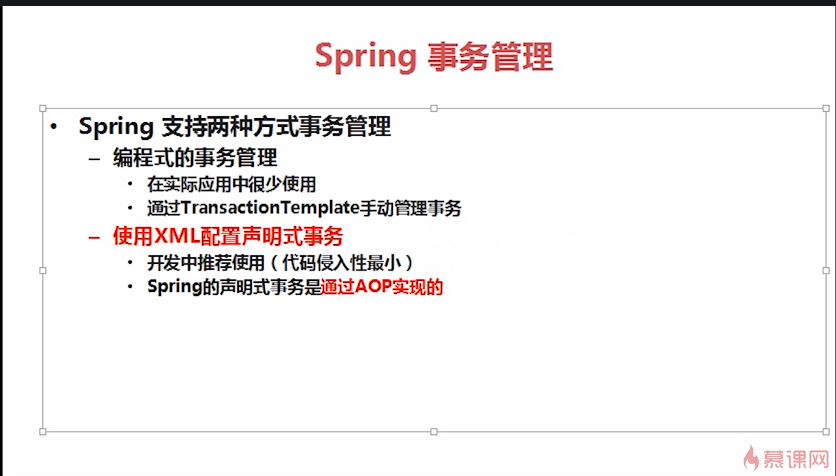 Spring 事务管理
• Spring 支持两种方式事务管理
– 编程式的事务管理
• 在实际应用中很少使用
• 通过TransactionTemplate手动管理事务
– 使用XML配置声明式事务
• 开发中推荐使用（代码侵入性最小）
• Spring的声明式事务是通过AOP实现的
慕课网